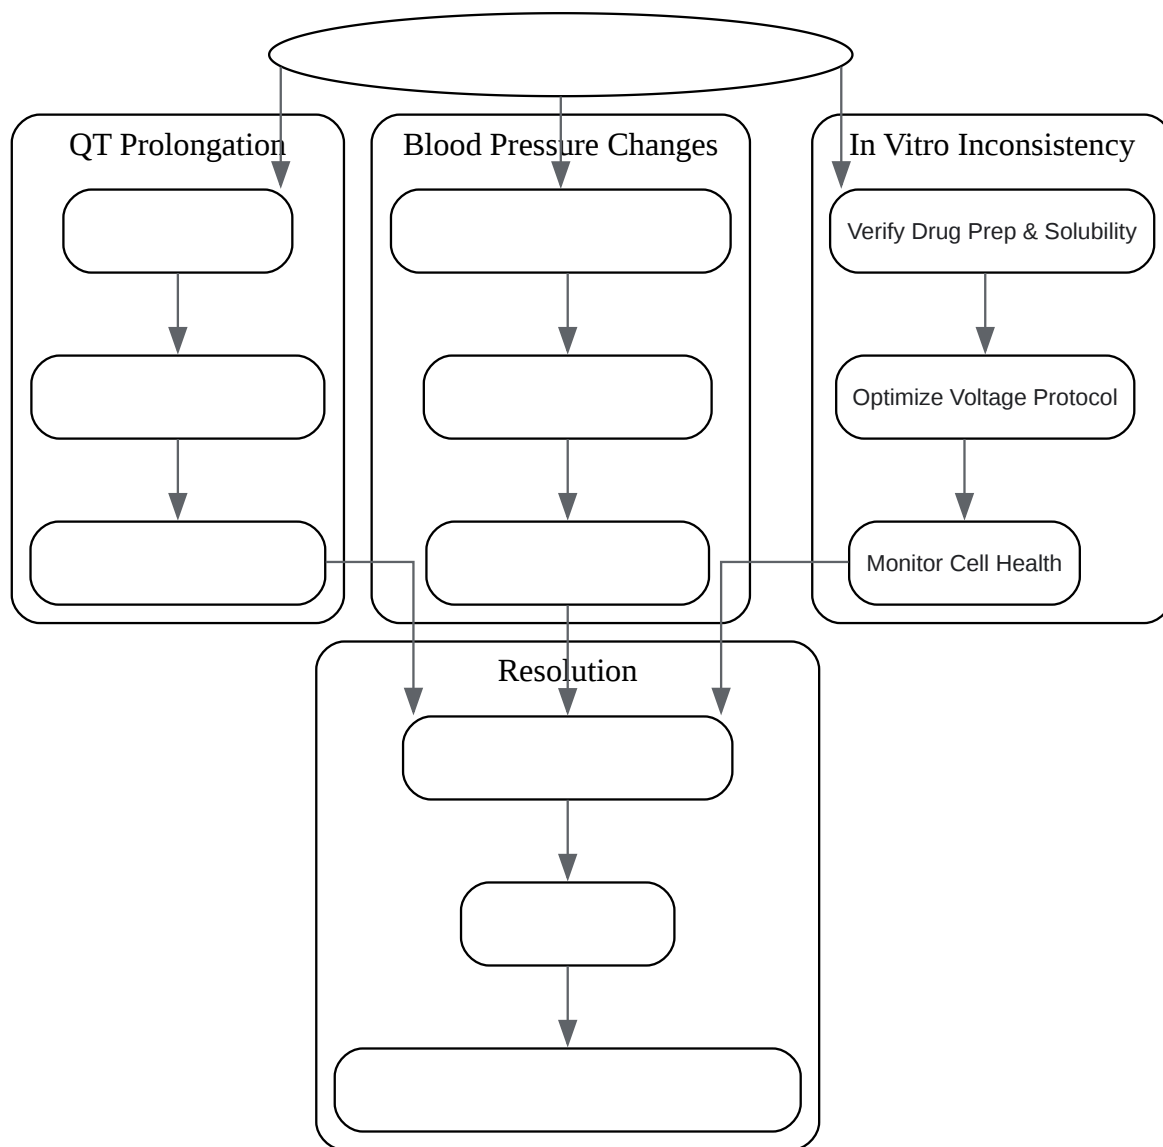 QT Prolongation
Blood Pressure Changes
In Vitro Inconsistency
Verify Drug Prep & Solubility
Optimize Voltage Protocol
Monitor Cell Health
Resolution